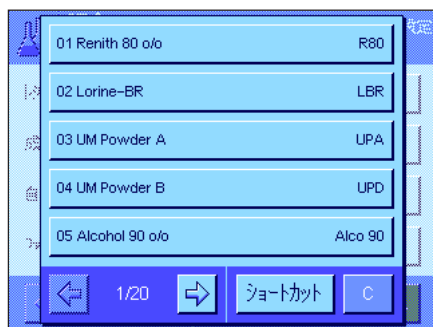 01 Renith 80 o/o R80
02 Lorine-BR LBR
03 UM Powder A UPA
04 UM Powder B UPD
05 Alcohol 90 o/o Alco 90
1/20 ショートカット C